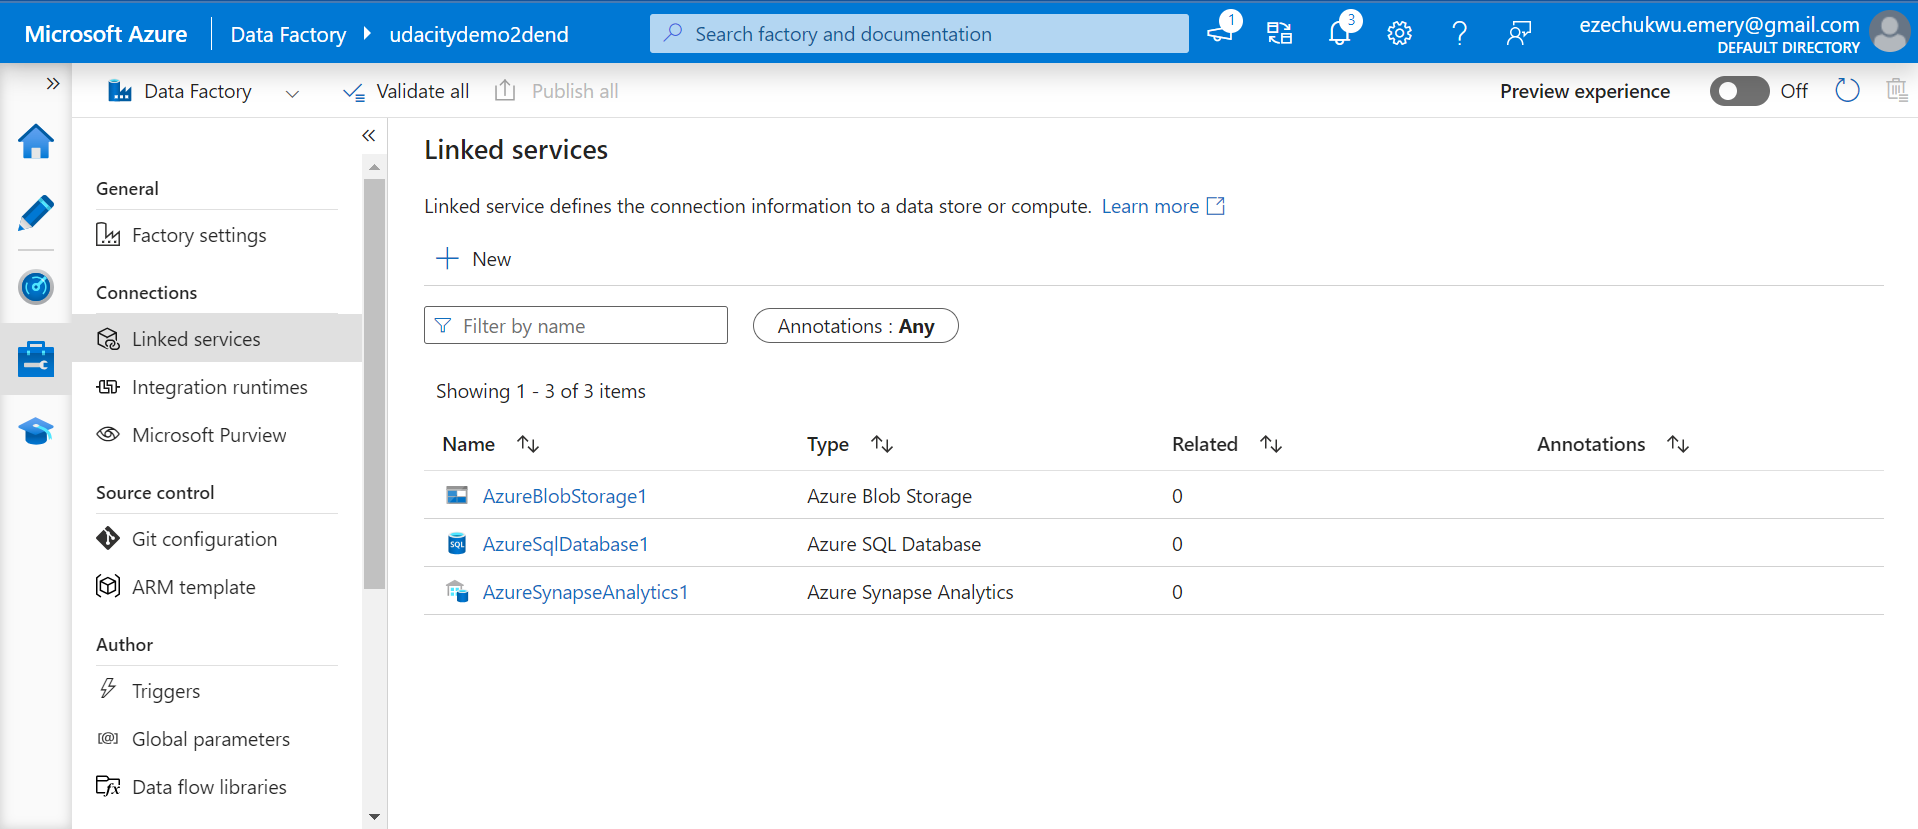 Microsoft Azure
Data Factory
udacitydemo2dend
Search factory and documentation
1
3
?
ezechukwu.emery@gmail.com
DEFAULT DIRECTORY
Data Factory
Validate all
Publish all
Preview experience
Off
General
Factory settings
Connections
Linked services
Integration runtimes
Microsoft Purview
Source control
Git configuration
ARM template
Author
Triggers
Global parameters
Data flow libraries
Linked services
Linked service defines the connection information to a data store or compute. Learn more
New
Filter by name
Annotations : Any
Showing 1 - 3 of 3 items
Name Type Related Annotations
AzureBlobStorage1 Azure Blob Storage 0
SQL AzureSqlDatabase1 Azure SQL Database 0
AzureSynapseAnalytics1 Azure Synapse Analytics 0